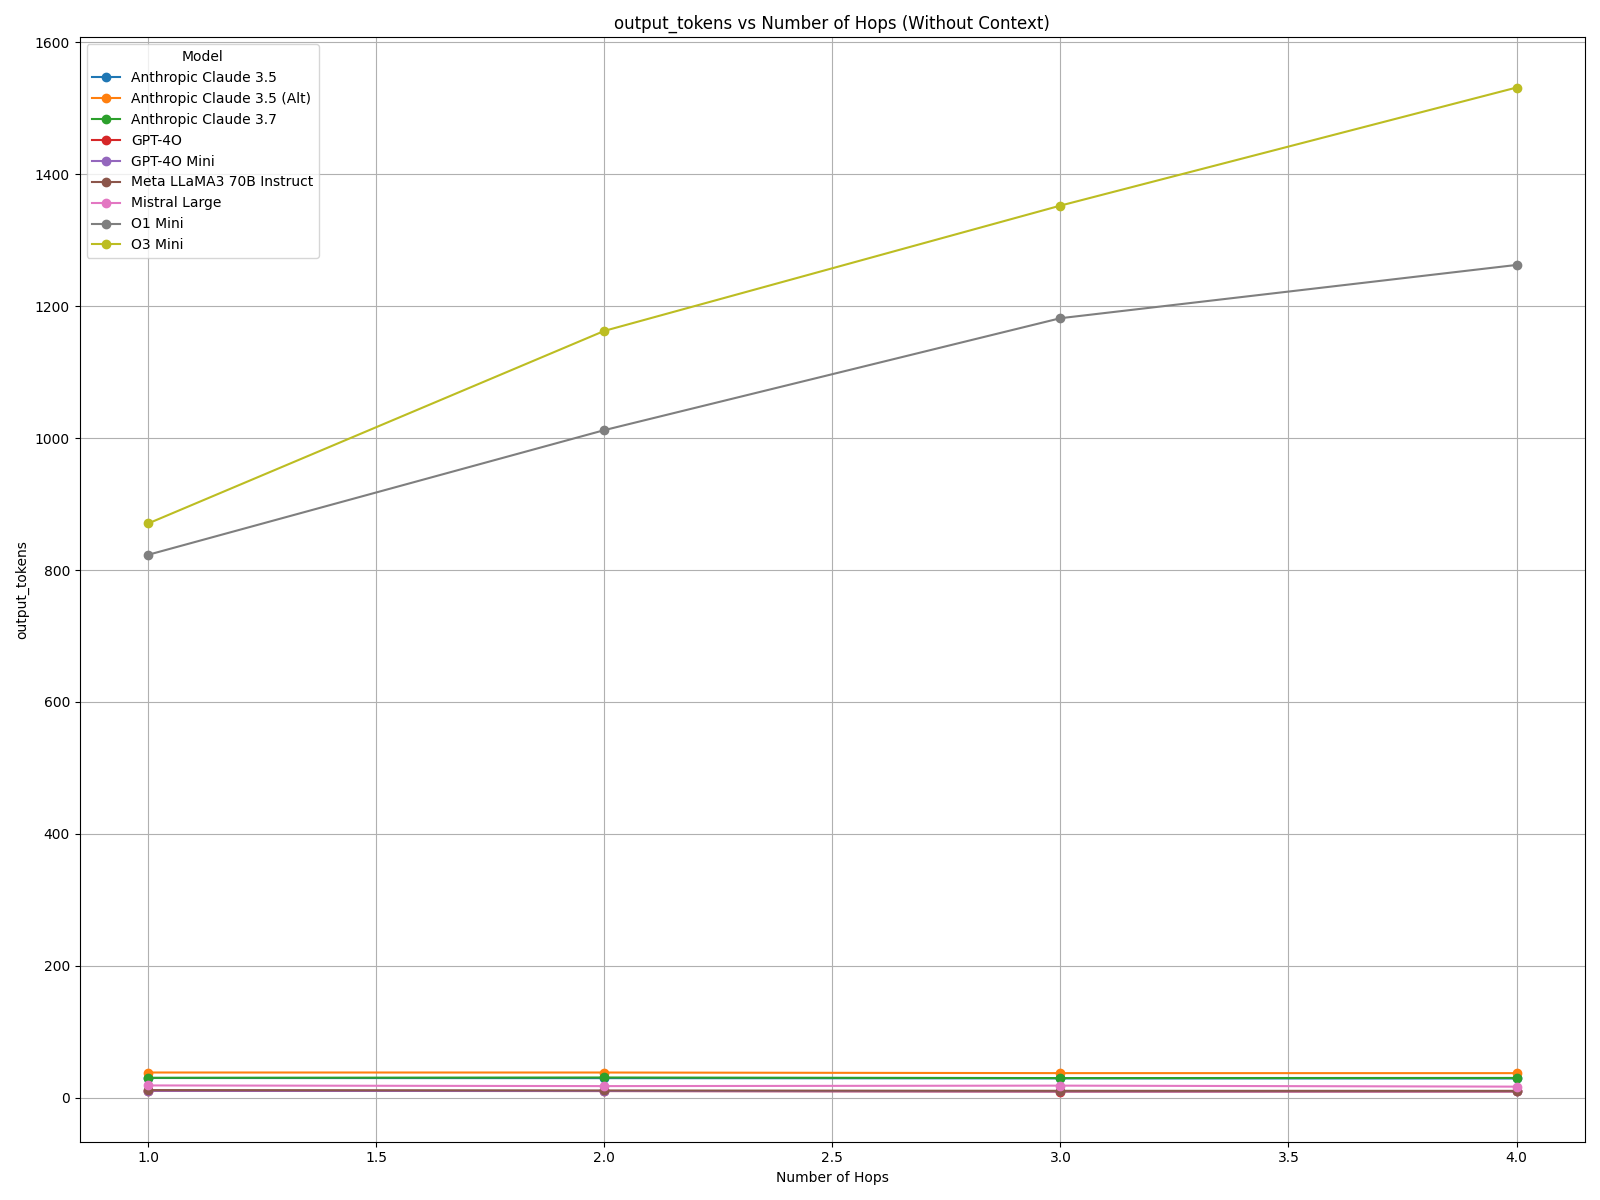 output_tokens vs Number of Hops (Without Context)
Model
Anthropic Claude 3.5
Anthropic Claude 3.5 (Alt)
Anthropic Claude 3.7
GPT-4O
GPT-4O Mini
Meta LLaMA3 70B Instruct
Mistral Large
O1 Mini
O3 Mini
1600
1400
1200
1000
800
600
400
200
0
output_tokens
1.0 1.5 2.0 2.5 3.0 3.5 4.0
Number of Hops